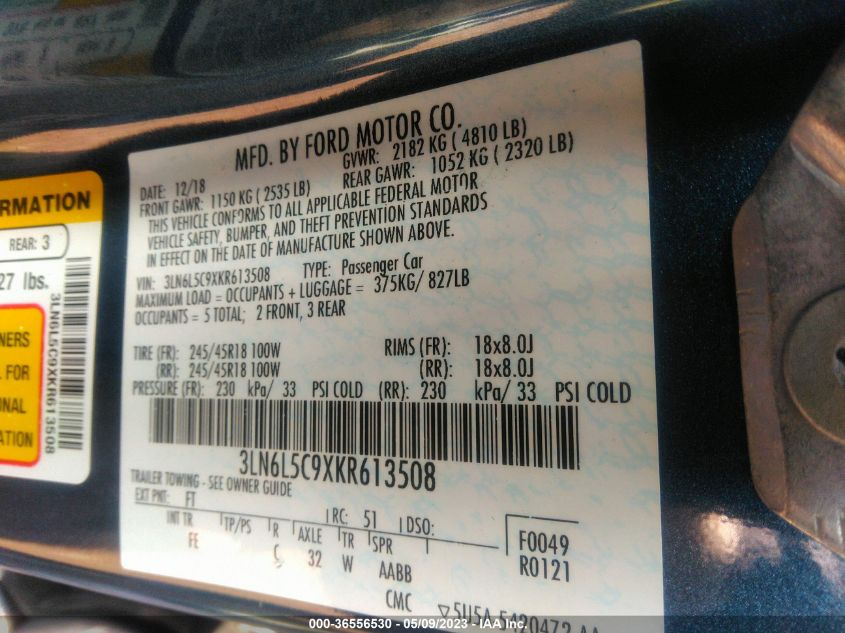 MFD. BY FORD MOTOR CO.
DATE: 12/18 GVWR: 2182 KG ( 4810 LB)
FRONT GAWR: 1150 KG ( 2535 LB) REAR GAWR: 1052 KG ( 2320 LB)
THIS VEHICLE CONFORMS TO ALL APPLICABLE FEDERAL MOTOR
VEHICLE SAFETY, BUMPER, AND THEFT PREVENTION STANDARDS
IN EFFECT ON THE DATE OF MANUFACTURE SHOWN ABOVE.
VIN: 3LN6L5C9XKR613508 TYPE: Passenger Car
MAXIMUM LOAD = OCCUPANTS + LUGGAGE = 375KG/ 827LB
OCCUPANTS = 5 TOTAL; 2 FRONT, 3 REAR
TIRE (FR): 245/45R18 100W RIMS (FR): 18x8.0J
(RR): 245/45R18 100W (RR): 18x8.0J
PRESSURE (FR): 230 kPa/ 33 PSI COLD (RR): 230 kPa/ 33 PSI COLD
3LN6L5C9XKR613508
TRAILER TOWING - SEE OWNER GUIDE
EXT PNT: FT RC: 51 DSO:
INT TR TP/PS R AXLE TR SPR F0049
FE C 32 W AABB R0121
CMC
RMATION
REAR: 3
27 lbs.
NERS
L FOR
ONAL
ATION
3LN6L5C9XKR613508
000-36556530 - 05/09/2023 - IAA Inc.